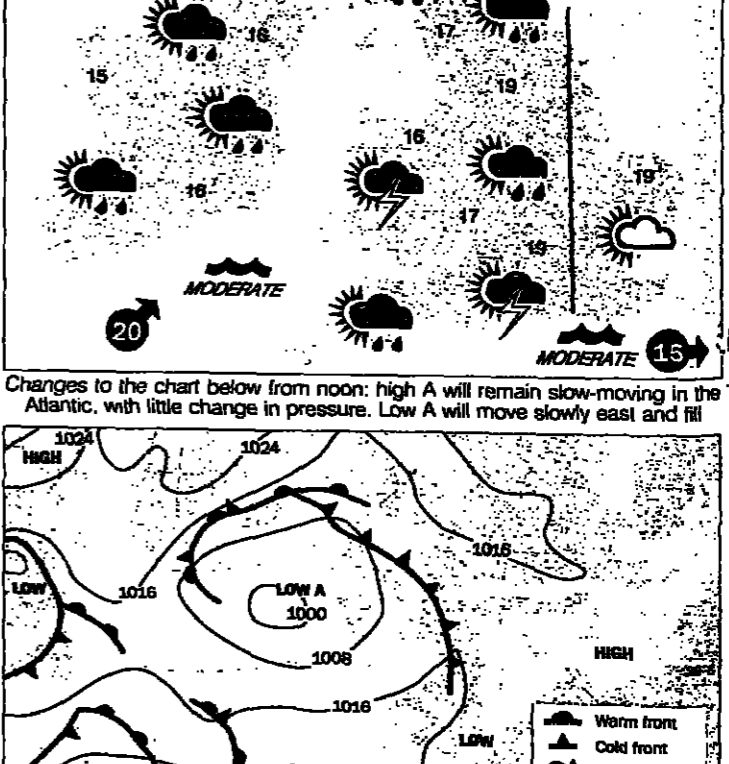 16
17
15
19
16
16
19
17
19
MODERATE
20
MODERATE
15
Changes to the chart below from noon: high A will remain slow-moving in the
Atlantic, with little change in pressure. Low A will move slowly east and fill
1024
HIGH
1024
1016
LOW
1016
LOW A
1000
1008
HIGH
1016
LOW
Warm front
Cold front